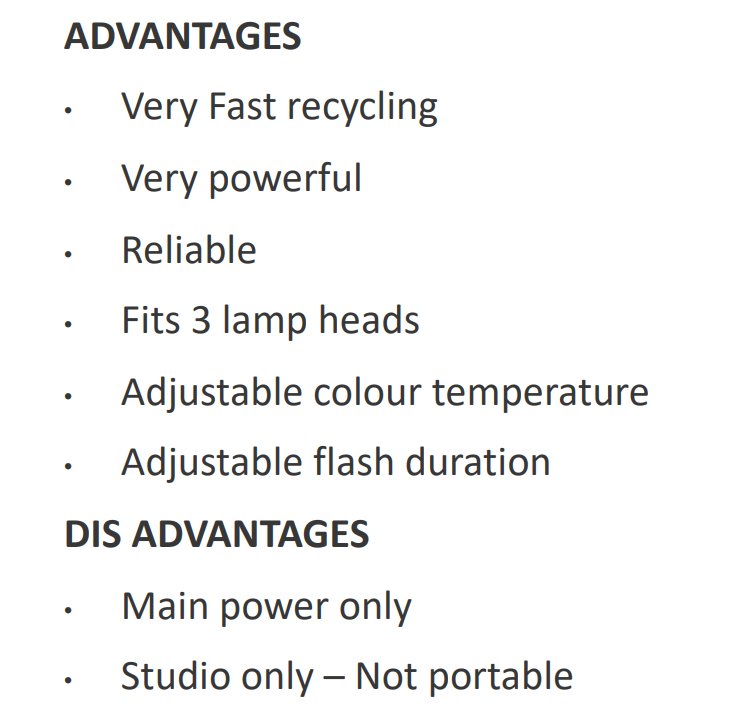 ADVANTAGES
• Very Fast recycling
• Very powerful
• Reliable
• Fits 3 lamp heads
• Adjustable colour temperature
• Adjustable flash duration
DIS ADVANTAGES
• Main power only
• Studio only – Not portable